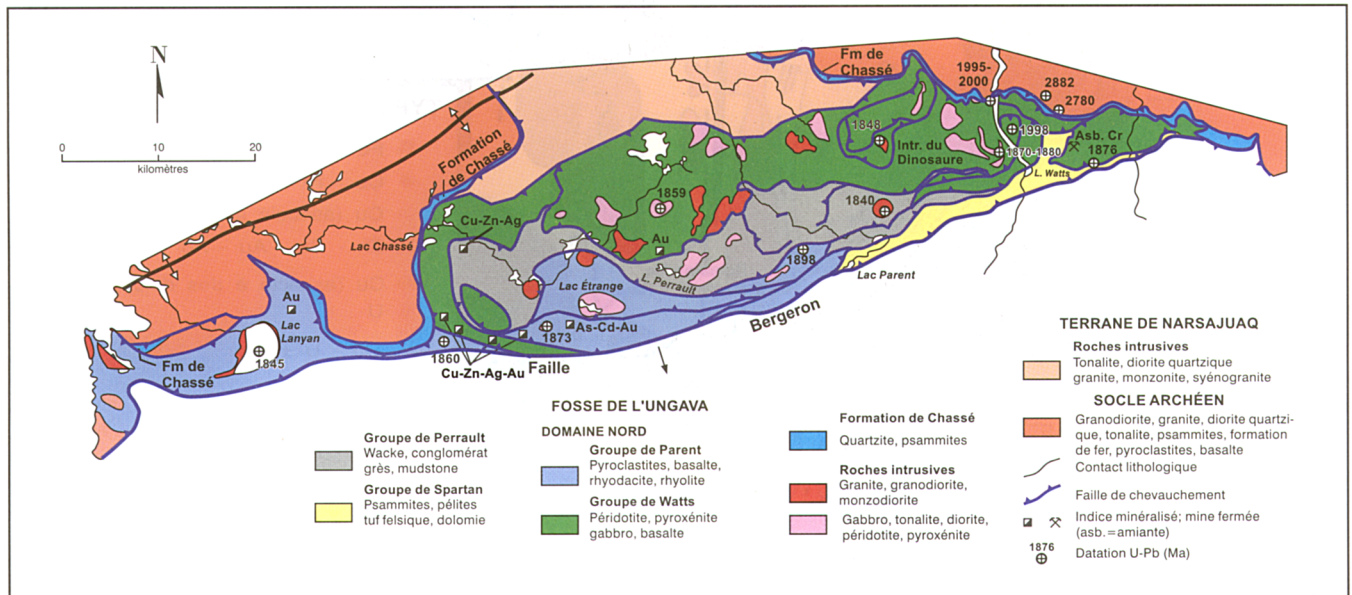 N
0
10
20
kilomètres
Fm de
Chassé
1995-
2000
2882
2780
1848
1998
Asb. Cr
1876
Intr. du
Dinosaure
1870-1880
L. Watts
Formation
de Chassé
1859
1840
Cu-Zn-Ag
Lac Chassé
Au
1898
L. Perrault
Lac Parent
Lac Étrange
Au
Lac
Lanyan
As-Cd-Au
1873
Bergeron
1845
1860
Fm de
Chassé
Cu-Zn-Ag-Au
Faille
FOSSE DE L'UNGAVA
DOMAINE NORD
Groupe de Perrault
Wacke, conglomérat
grès, mudstone
Groupe de Spartan
Psammites, pélites
tuf felsique, dolomie
Groupe de Parent
Pyroclastites, basalte,
rhyodacite, rhyolite
Groupe de Watts
Péridotite, pyroxénite
gabbro, basalte
Formation de Chassé
Quartzite, psammites
Roches intrusives
Granite, granodiorite,
monzodiorite
Gabbro, tonalite, diorite,
péridotite, pyroxénite
TERRANE DE NARSAJUAQ
Roches intrusives
Tonalite, diorite quartzique
granite, monzonite, syénogranite
SOCLE ARCHÉEN
Granodiorite, granite, diorite quartzi-
que, tonalite, psammites, formation
de fer, pyroclastites, basalte
Contact lithologique
Faille de chevauchement
Indice minéralisé; mine fermée
(asb.=amiante)
1876
Datation U-Pb (Ma)